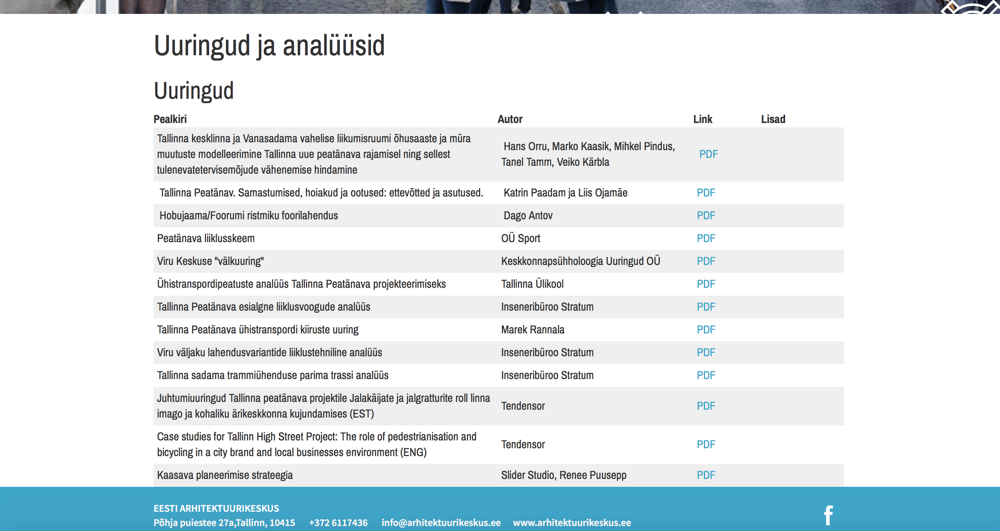 Uuringud ja analüüsid
Uuringud
Pealkiri Autor Link Lisad
Tallinna kesklinna ja Vanasadama vahelise liikumisruumi õhusaaste ja müra
muutuste modelleerimine Tallinna uue peatänava rajamisel ning sellest
tulenevatetervisemõjude vähenemise hindamine
Hans Orru, Marko Kaasik, Mihkel Pindus,
Tanel Tamm, Veiko Kärbla
PDF
Tallinna Peatänav. Samastumised, hoiakud ja ootused: ettevõtted ja asutused. Katrin Paadam ja Liis Ojamäe PDF
Hobujaama/Foorumi ristmiku foorilahendus Dago Antov PDF
Peatänava liiklusskeem OÜ Sport PDF
Viru Keskuse "välkuuring" Keskkonnapsühholoogia Uuringud OÜ PDF
Ühistranspordipeatuste analüüs Tallinna Peatänava projekteerimiseks Tallinna Ülikool PDF
Tallinna Peatänava esialgne liiklusvoogude analüüs Inseneribüroo Stratum PDF
Tallinna Peatänava ühistranspordi kiiruste uuring Marek Rannala PDF
Viru väljaku lahendusvariantide liiklustehniline analüüs Inseneribüroo Stratum PDF
Tallinna sadama trammiühenduse parima trassi analüüs Inseneribüroo Stratum PDF
Juhtumiuuringud Tallinna peatänava projektile Jalakäijate ja jalgratturite roll linna
imago ja kohaliku ärikeskkonna kujundamises (EST)
Tendensor PDF
Case studies for Tallinn High Street Project: The role of pedestrianisation and
bicycling in a city brand and local businesses environment (ENG)
Tendensor PDF
Kaasava planeerimise strateegia Slider Studio, Renee Puusepp PDF
EESTI ARHITEKTUURIKESKUS
Põhja puiestee 27a,Tallinn, 10415 +372 6117436 info@arhitektuurikeskus.ee www.arhitektuurikeskus.ee